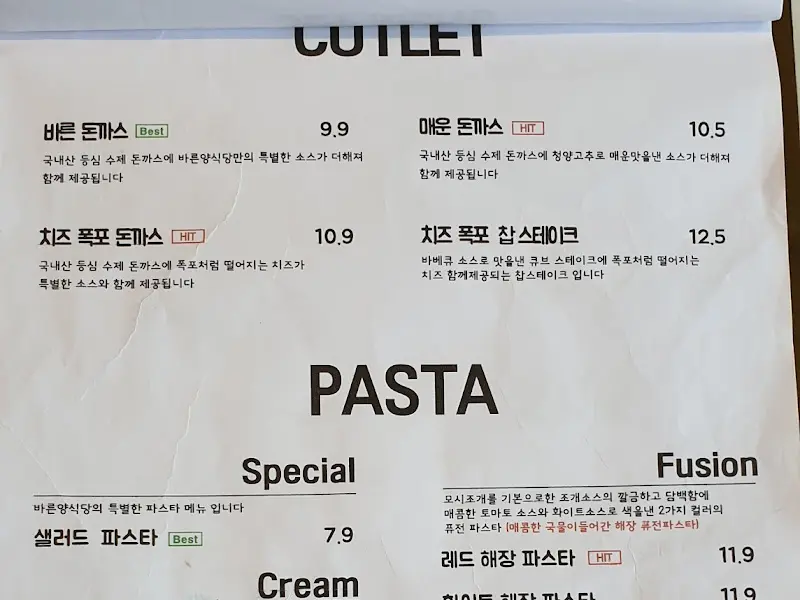 CUTLET
바른 돈까스 Best 9.9
국내산 등심 수제 돈까스에 바른양식당만의 특별한 소스가 더해져
함께 제공됩니다
매운 돈까스 HIT 10.5
국내산 등심 수제 돈까스에 청양고추로 매운맛을낸 소스가 더해져
함께 제공됩니다
치즈 폭포 돈까스 HIT 10.9
국내산 등심 수제 돈까스에 폭포처럼 떨어지는 치즈가
특별한 소스와 함께 제공됩니다
치즈 폭포 찹 스테이크 12.5
바베큐 소스로 맛을낸 큐브 스테이크에 폭포처럼 떨어지는
치즈 함께제공되는 찹스테이크 입니다
PASTA
Special
바른양식당의 특별한 파스타 메뉴 입니다
샐러드 파스타 Best 7.9
Cream
Fusion
모시조개를 기본으로한 조개소스의 깔금하고 담백함에
매콤한 토마토 소스와 화이트소스로 색을낸 2가지 컬러의
퓨전 파스타 (매콤한 국물이들어간 해장 퓨전파스타)
레드 해장 파스타 HIT 11.9
화이트 해장 파스타 11.9